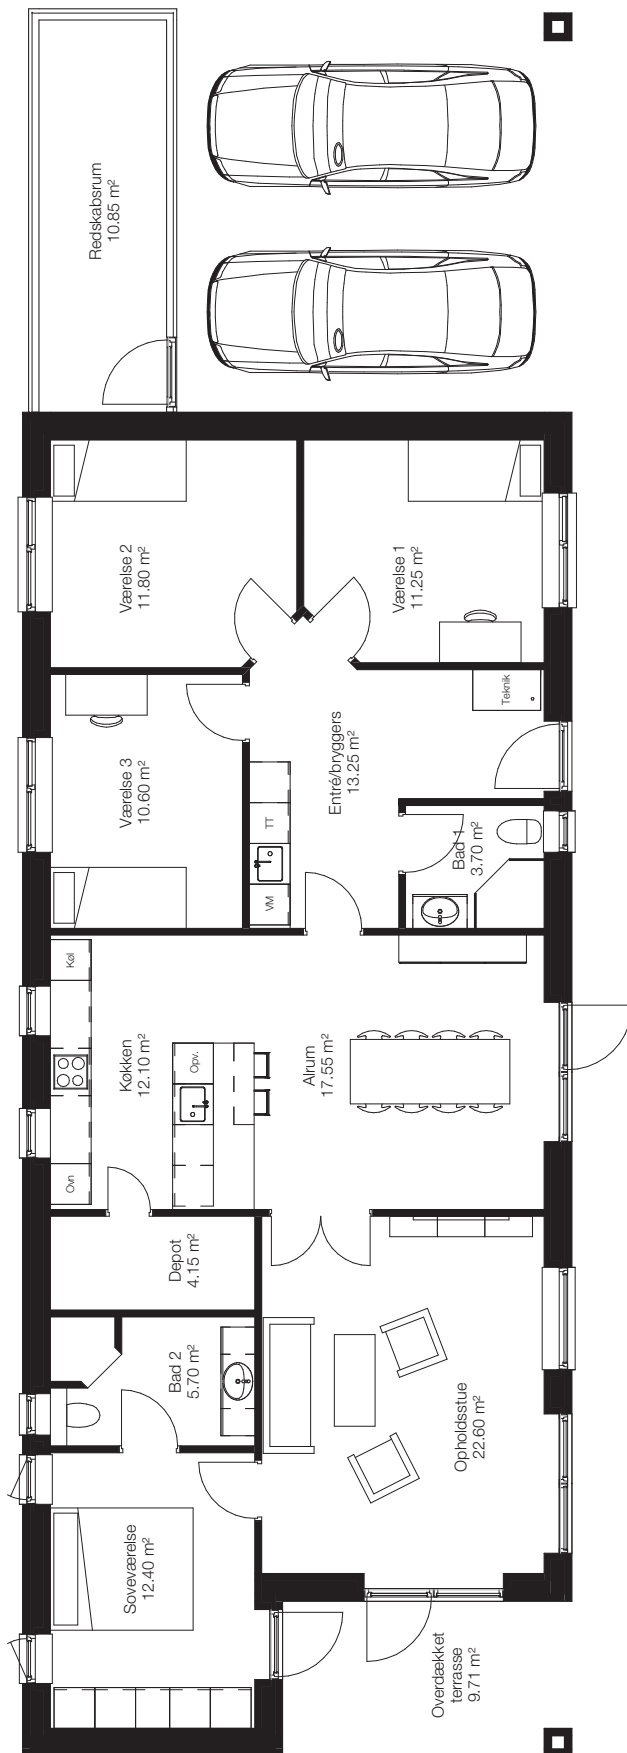 Redskabsrum
10.85 m²
Værelse 2
11.80 m²
Værelse 1
11.25 m²
Værelse 3
10.60 m²
Entré/bryggers
13.25 m²
Teknik
TT
VM
Bad 1
3.70 m²
Køl
Køkken
12.10 m²
Opv.
Ovn
Alrum
17.55 m²
Depot
4.15 m²
Bad 2
5.70 m²
Opholdsstue
22.60 m²
Soveværelse
12.40 m²
Overdækket
terrasse
9.71 m²